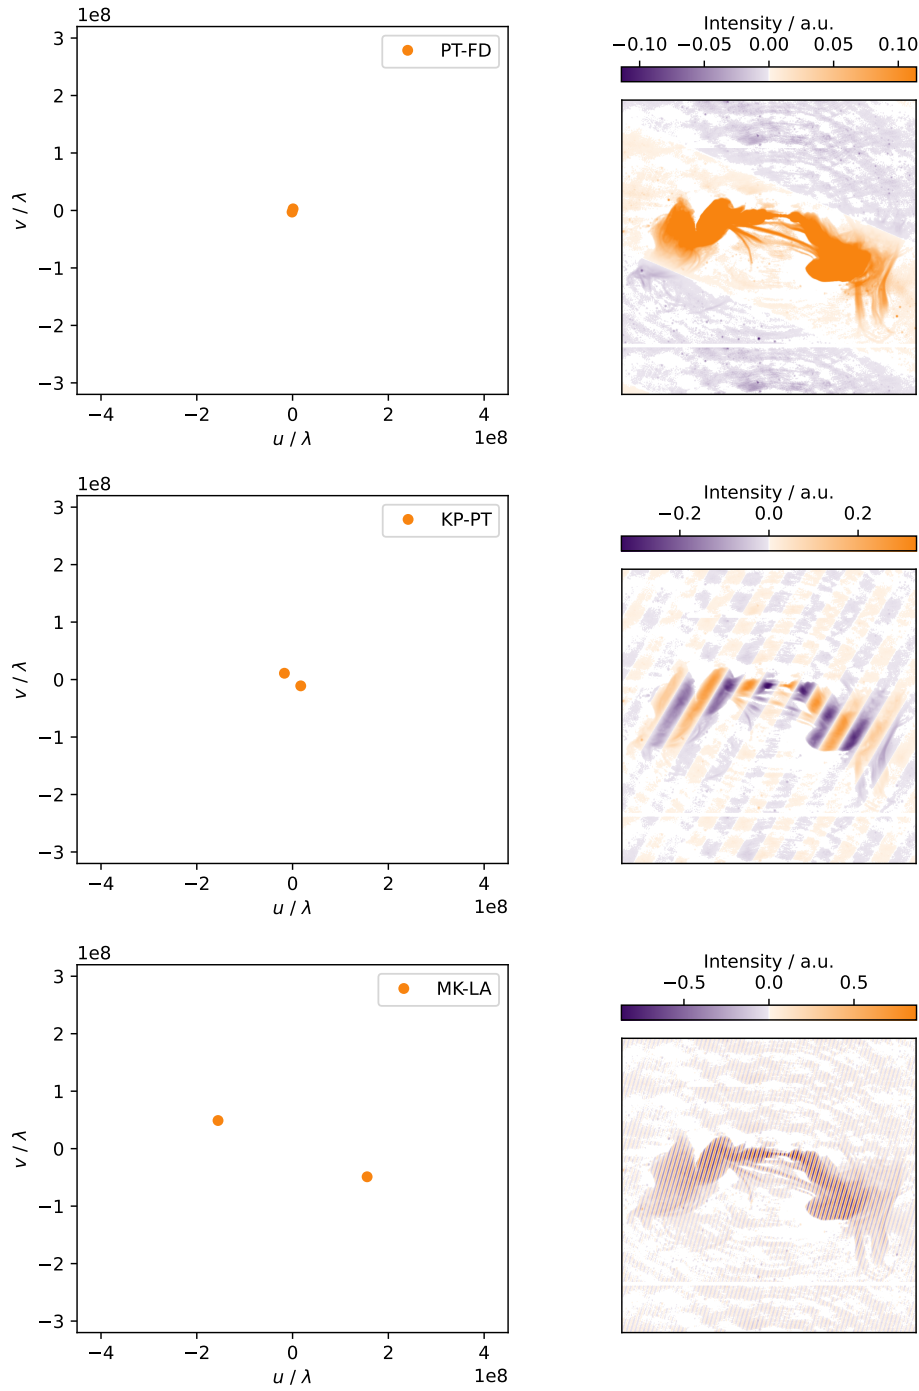 1e8
PT-FD
3
2
1
0
−1
−2
−3
v / λ
−4 −2 0 2 4
1e8
u / λ
Intensity / a.u.
−0.10 −0.05 0.00 0.05 0.10
1e8
KP-PT
3
2
1
0
−1
−2
−3
v / λ
−4 −2 0 2 4
1e8
u / λ
Intensity / a.u.
−0.2 0.0 0.2
1e8
MK-LA
3
2
1
0
−1
−2
−3
v / λ
−4 −2 0 2 4
1e8
u / λ
Intensity / a.u.
−0.5 0.0 0.5